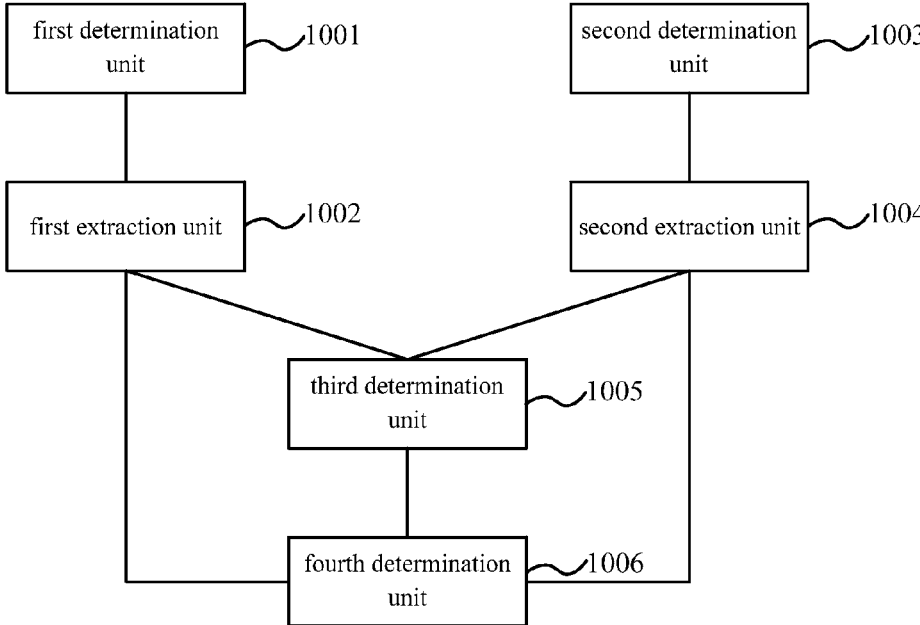 first determination
unit
1001
second determination
unit
1003
first extraction unit
1002
second extraction unit
1004
third determination
unit
1005
fourth determination
unit
1006